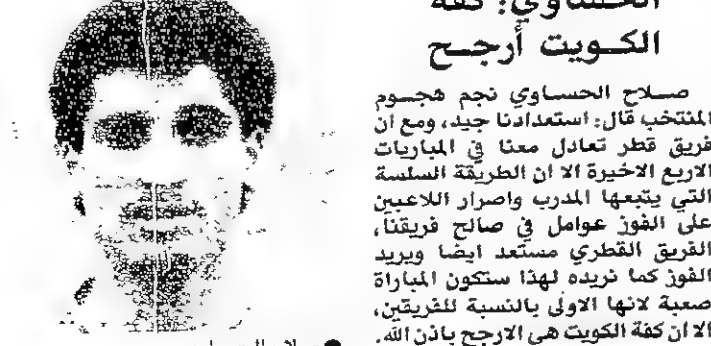 الحساوي: كفة
الكويت أرجح
صلاح الحساوي نجم هجوم
المنتخب قال: استعدادنا جيد، ومع ان
فريق قطر تعادل معنا في المباريات
الاربع الاخيرة الا ان الطريقة السلسة
التي يتبعها المدرب واصرار اللاعبين
على الفوز عوامل في صالح فريقنا،
الفريق القطري مستعد ايضا ويريد
الفوز كما نريده لهذا ستكون المباراة
صعبة لانها الاولى بالنسبة للفريقين،
الا ان كفة الكويت هي الارجح باذن الله.